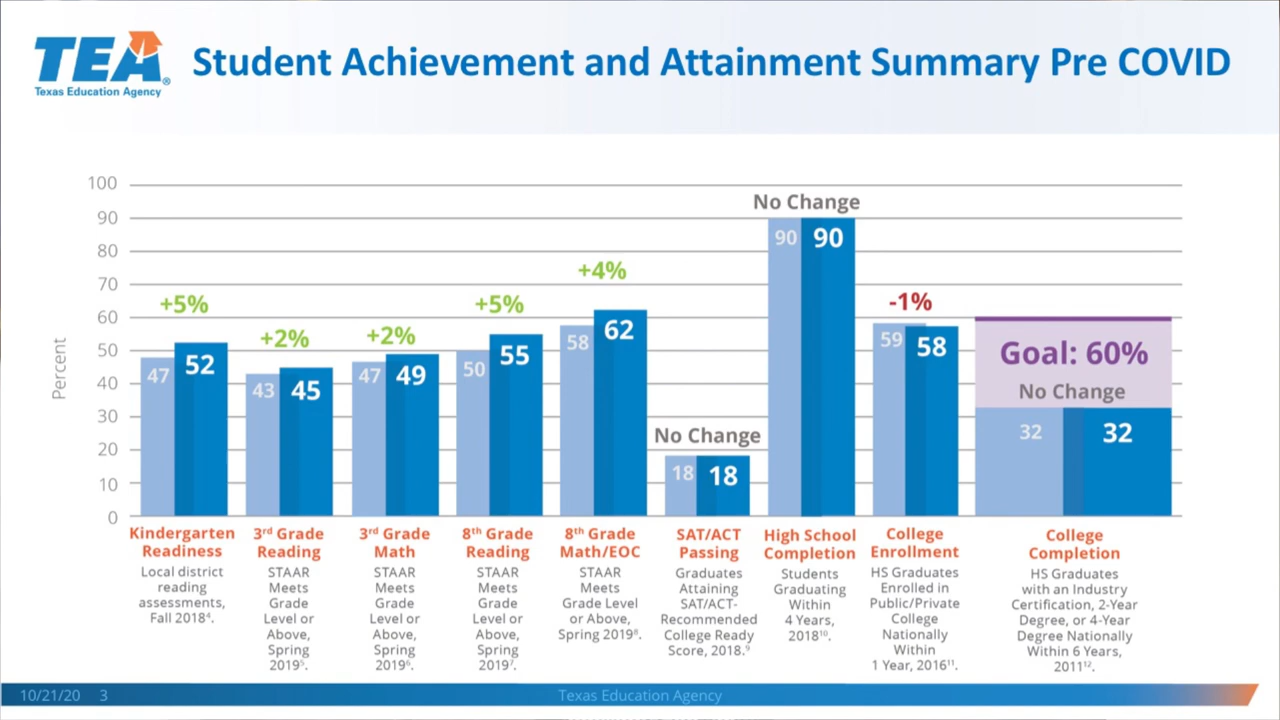 TEA®
Texas Education Agency
Student Achievement and Attainment Summary Pre COVID
Percent
100
90
80
70
60
50
40
30
20
10
0
+5%
47
52
+2%
43
45
+2%
47
49
+5%
50
55
+4%
58
62
No Change
18
18
No Change
90
90
-1%
59
58
Goal: 60%
No Change
32
32
Kindergarten
Readiness
Local district
reading
assessments,
Fall 2018⁴.
3rd Grade
Reading
STAAR
Meets
Grade
Level or
Above,
Spring
2019⁵.
3rd Grade
Math
STAAR
Meets
Grade
Level or
Above,
Spring
2019⁶.
8th Grade
Reading
STAAR
Meets
Grade
Level or
Above,
Spring
2019⁷.
8th Grade
Math/EOC
STAAR
Meets
Grade Level
or Above,
Spring 2019⁸.
SAT/ACT
Passing
Graduates
Attaining
SAT/ACT-
Recommended
College Ready
Score, 2018.⁹
High School
Completion
Students
Graduating
Within
4 Years,
2018¹⁰.
College
Enrollment
HS Graduates
Enrolled in
Public/Private
College
Nationally
Within
1 Year, 2016¹¹.
College
Completion
HS Graduates
with an Industry
Certification, 2-Year
Degree, or 4-Year
Degree Nationally
Within 6 Years,
2011¹².
10/21/20 3
Texas Education Agency